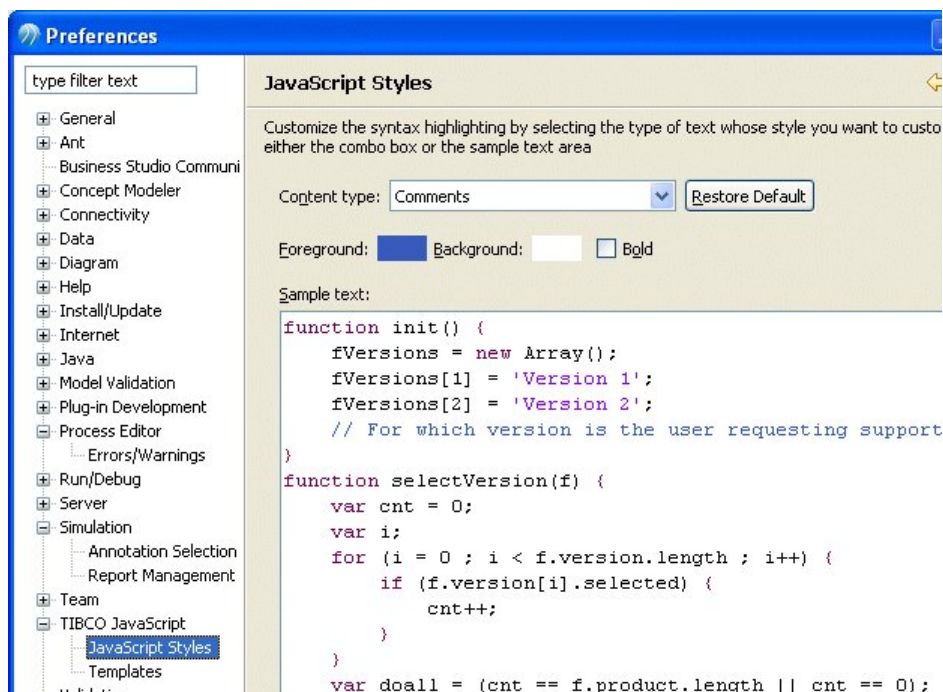 Preferences
type filter text
General
Ant
Business Studio Communi
Concept Modeler
Connectivity
Data
Diagram
Help
Install/Update
Internet
Java
Model Validation
Plug-in Development
Process Editor
Errors/Warnings
Run/Debug
Server
Simulation
Annotation Selection
Report Management
Team
TIBCO JavaScript
JavaScript Styles
Templates
JavaScript Styles
Customize the syntax highlighting by selecting the type of text whose style you want to custo
either the combo box or the sample text area
Content type: Comments Restore Default
Foreground: Background: Bold
Sample text:
function init() {
    fVersions = new Array();
    fVersions[1] = 'Version 1';
    fVersions[2] = 'Version 2';
    // For which version is the user requesting support
}
function selectVersion(f) {
    var cnt = 0;
    var i;
    for (i = 0 ; i < f.version.length ; i++) {
        if (f.version[i].selected) {
            cnt++;
        }
    }
    var doall = (cnt == f.product.length || cnt == 0);